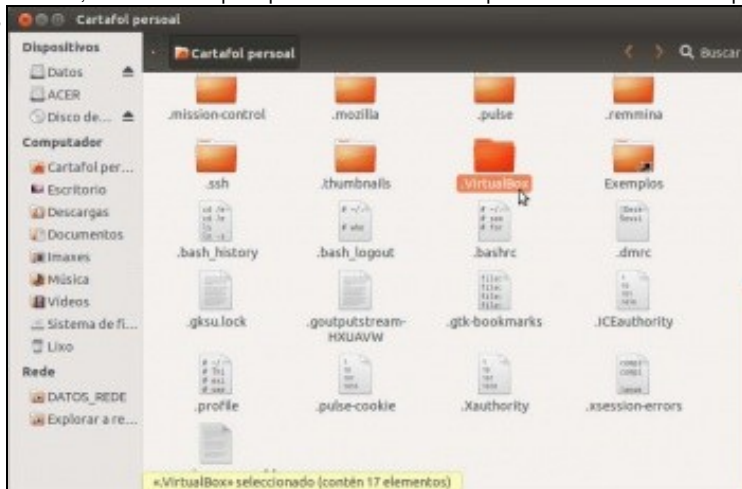 Cartafol persoal
Dispositivos
Datos
ACER
Disco de...
Computador
Cartafol per...
Escritorio
Descargas
Documentos
Imaxes
Música
Vídeos
Sistema de fi...
Lixo
Rede
DATOS_REDE
Explorar a re...
Cartafol persoal
Buscar
.mission-control
.mozilla
.pulse
.remmina
.ssh
.thumbnails
.VirtualBox
Exemplos
.bash_history
.bash_logout
.bashrc
.dmrc
.gksu.lock
.goutputstream-
HXUAVW
.gtk-bookmarks
.ICEauthority
.profile
.pulse-cookie
.Xauthority
.xsession-errors
«.VirtualBox» seleccionado (contén 17 elementos)